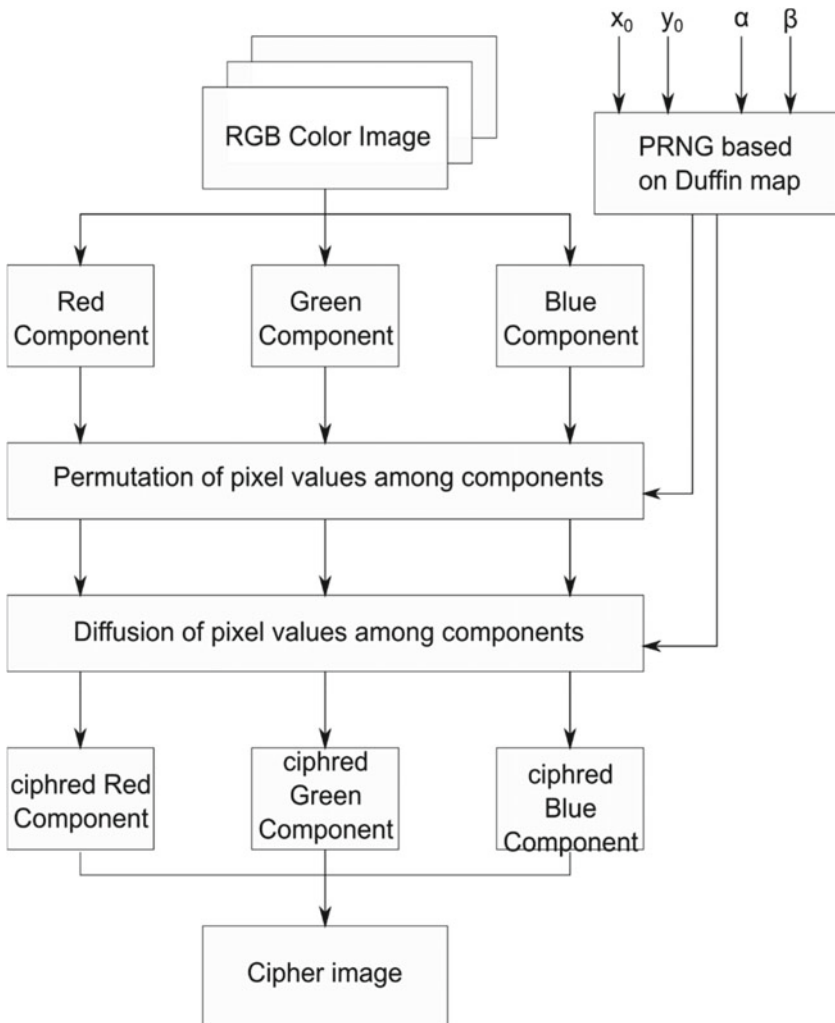 x₀ y₀ α β
RGB Color Image
PRNG based
on Duffin map
Red
Component
Green
Component
Blue
Component
Permutation of pixel values among components
Diffusion of pixel values among components
ciphred Red
Component
ciphred
Green
Component
ciphred
Blue
Component
Cipher image